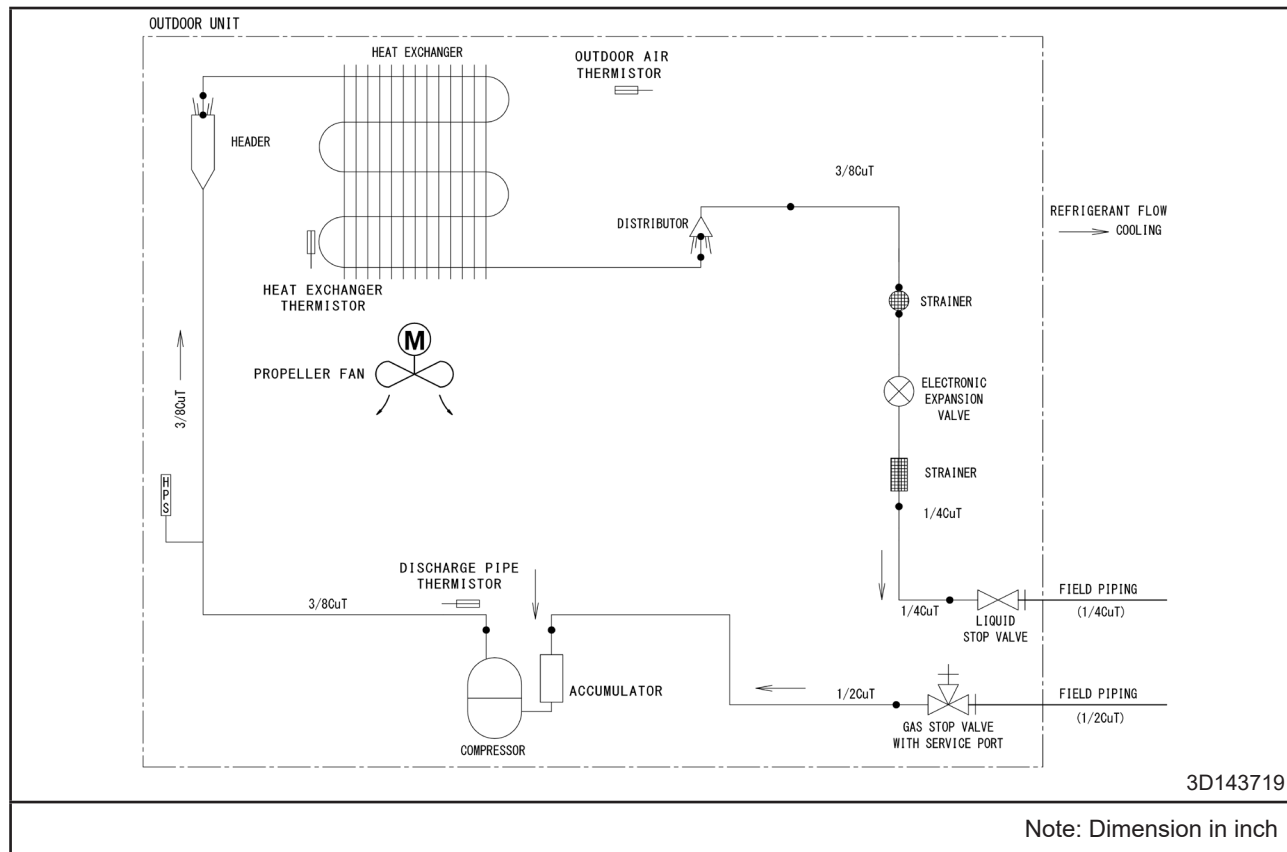 OUTDOOR UNIT
HEAT EXCHANGER
OUTDOOR AIR
THERMISTOR
HEADER
3/8CuT
DISTRIBUTOR
REFRIGERANT FLOW
COOLING
HEAT EXCHANGER
THERMISTOR
STRAINER
M
PROPELLER FAN
3/8CuT
ELECTRONIC
EXPANSION
VALVE
HPS
STRAINER
1/4CuT
DISCHARGE PIPE
THERMISTOR
3/8CuT
1/4CuT
LIQUID
STOP VALVE
FIELD PIPING
(1/4CuT)
ACCUMULATOR
COMPRESSOR
1/2CuT
GAS STOP VALVE
WITH SERVICE PORT
FIELD PIPING
(1/2CuT)
3D143719
Note: Dimension in inch